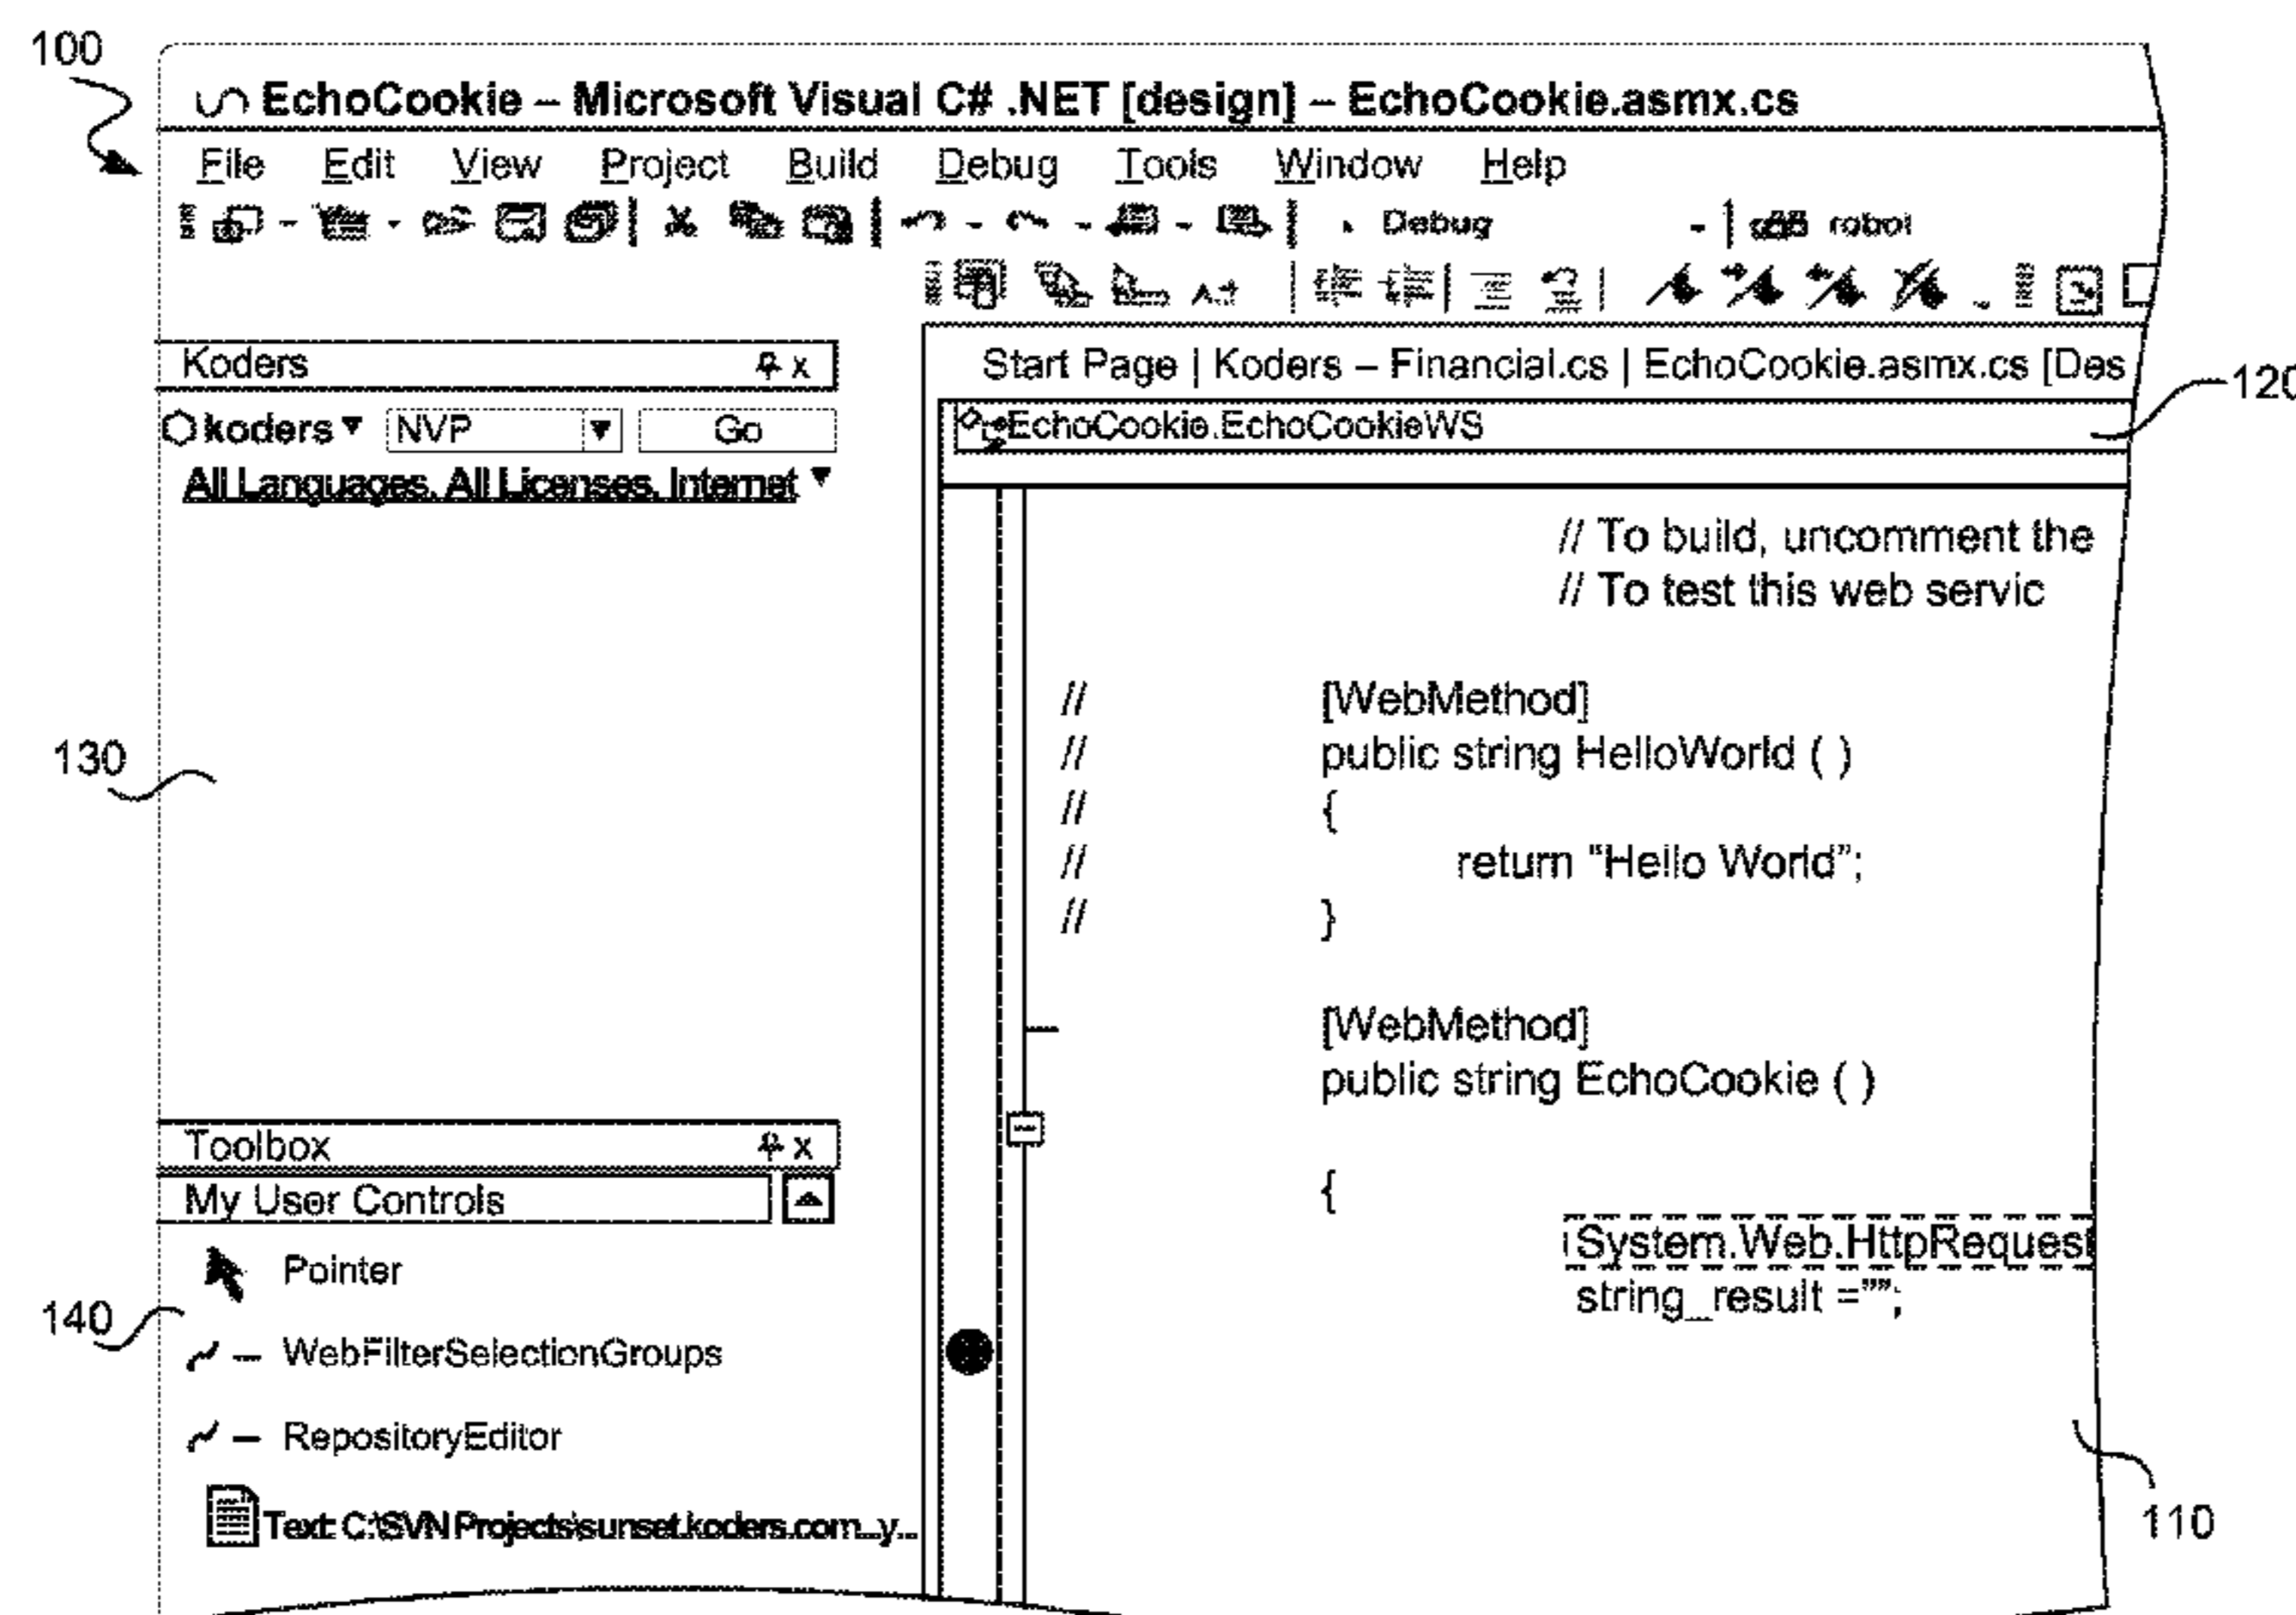 100
EchoCookie – Microsoft Visual C# .NET [design] – EchoCookie.asmx.cs
File Edit View Project Build Debug Tools Window Help
Debug robot
Koders x
Start Page | Koders – Financial.cs | EchoCookie.asmx.cs [Des
120
koders NVP Go
EchoCookie.EchoCookieWS
All Languages, All Licenses, Internet
// To build, uncomment the
// To test this web servic
// [WebMethod]
// public string HelloWorld ( )
// {
// return “Hello World”;
// }
130
[WebMethod]
public string EchoCookie ( )
{
System.Web.HttpRequest
string_result =””;
Toolbox x
My User Controls
Pointer
140
WebFilterSelectionGroups
RepositoryEditor
Text: C:\SVN Projects\sunset.koders.com...y...
110